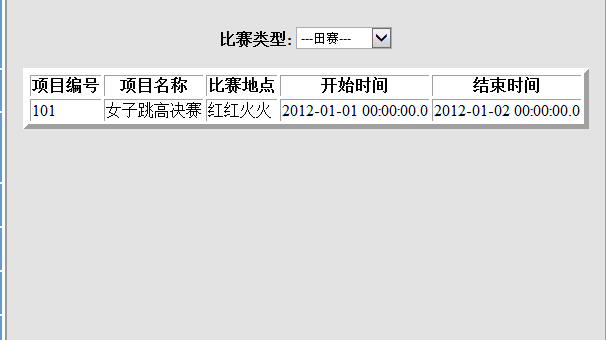 比赛类型: ---田赛---
项目编号 项目名称 比赛地点 开始时间 结束时间
101 女子跳高决赛 红红火火 2012-01-01 00:00:00.0 2012-01-02 00:00:00.0